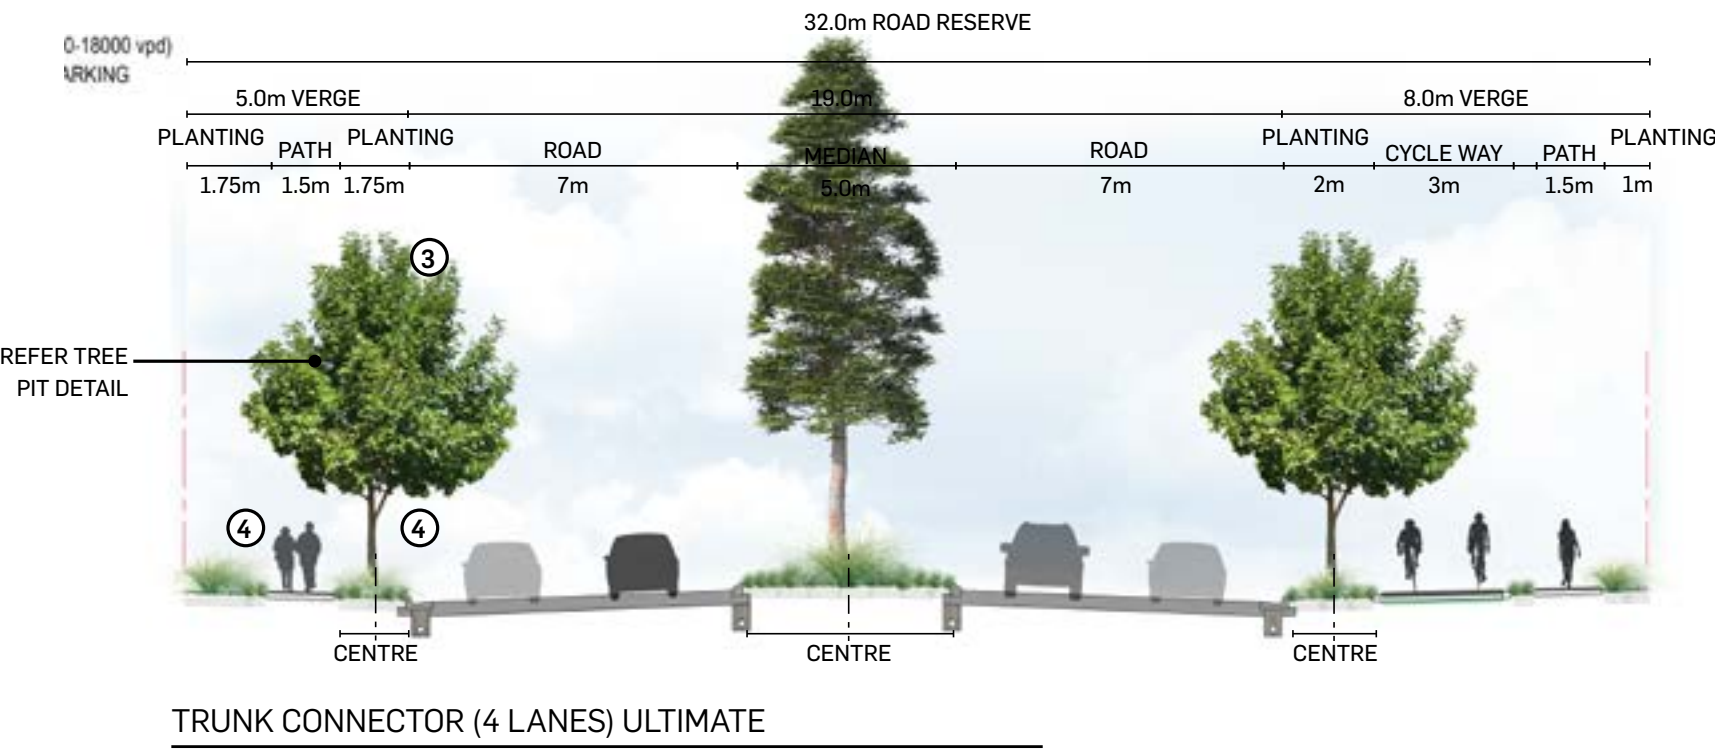 32.0m ROAD RESERVE
0-18000 vpd)
ARKING
5.0m VERGE 19.0m 8.0m VERGE
PLANTING PATH PLANTING ROAD MEDIAN ROAD PLANTING CYCLE WAY PATH PLANTING
1.75m 1.5m 1.75m 7m 5.0m 7m 2m 3m 1.5m 1m
3
REFER TREE
PIT DETAIL
4 4
CENTRE CENTRE CENTRE
TRUNK CONNECTOR (4 LANES) ULTIMATE